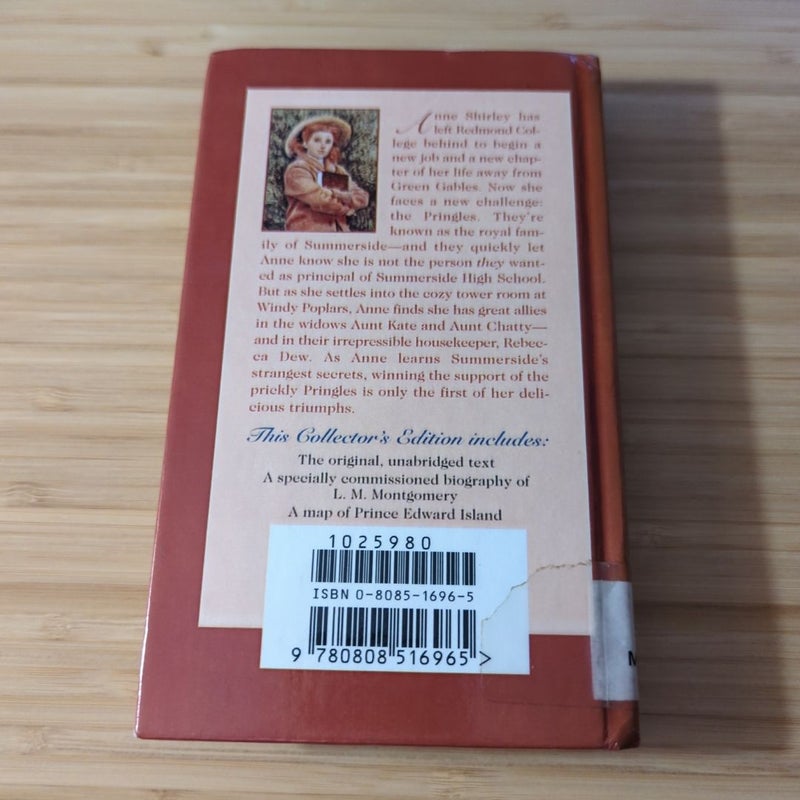 Anne Shirley has
left Redmond Col-
lege behind to begin a
new job and a new chap-
ter of her life away from
Green Gables. Now she
faces a new challenge:
the Pringles. They're
known as the royal fam-
ily of Summerside—and they quickly let
Anne know she is not the person they want-
ed as principal of Summerside High School.
But as she settles into the cozy tower room at
Windy Poplars, Anne finds she has great allies
in the widows Aunt Kate and Aunt Chatty—
and in their irrepressible housekeeper, Rebec-
ca Dew. As Anne learns Summerside's
strangest secrets, winning the support of the
prickly Pringles is only the first of her deli-
cious triumphs.
This Collector's Edition includes:
The original, unabridged text
A specially commissioned biography of
L. M. Montgomery
A map of Prince Edward Island
1025980
ISBN 0-8085-1696-5
9 780808 516965 >